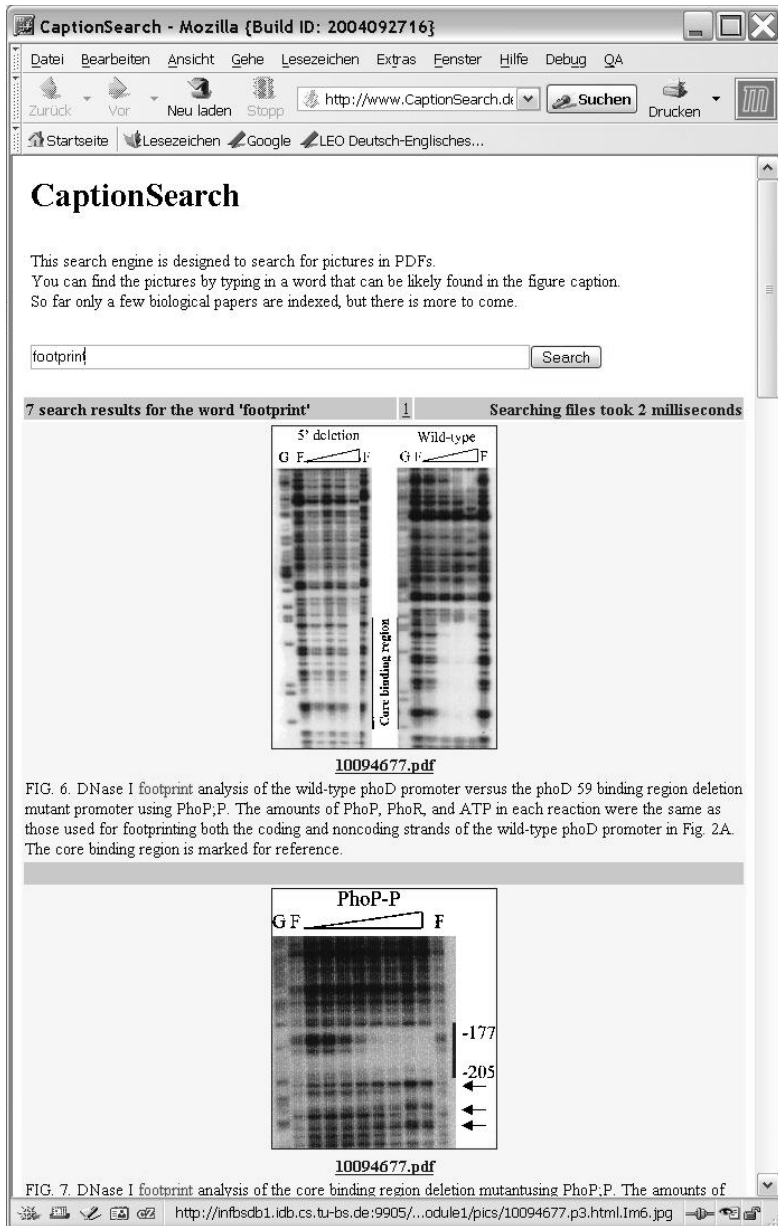 CaptionSearch - Mozilla {Build ID: 2004092716}
Datei Bearbeiten Ansicht Gehe Lesezeichen Extras Fenster Hilfe Debug QA
Zurück Vor Neu laden Stopp http://www.CaptionSearch.de Suchen Drucken
Startseite Lesezeichen Google LEO Deutsch-Englisches...
CaptionSearch
This search engine is designed to search for pictures in PDFs.
You can find the pictures by typing in a word that can be likely found in the figure caption.
So far only a few biological papers are indexed, but there is more to come.
footprint Search
7 search results for the word 'footprint' 1 Searching files took 2 milliseconds
5' deletion Wild-type
G F F G F F
Core binding region
10094677.pdf
FIG. 6. DNase I footprint analysis of the wild-type phoD promoter versus the phoD 59 binding region deletion
mutant promoter using PhoP;P. The amounts of PhoP, PhoR, and ATP in each reaction were the same as
those used for footprinting both the coding and noncoding strands of the wild-type phoD promoter in Fig. 2A.
The core binding region is marked for reference.
PhoP-P
G F F
-177
-205
10094677.pdf
FIG. 7. DNase I footprint analysis of the core binding region deletion mutantusing PhoP;P. The amounts of
http://infbsdb1.idb.cs.tu-bs.de:9905/...odule1/pics/10094677.p3.html.Im6.jpg